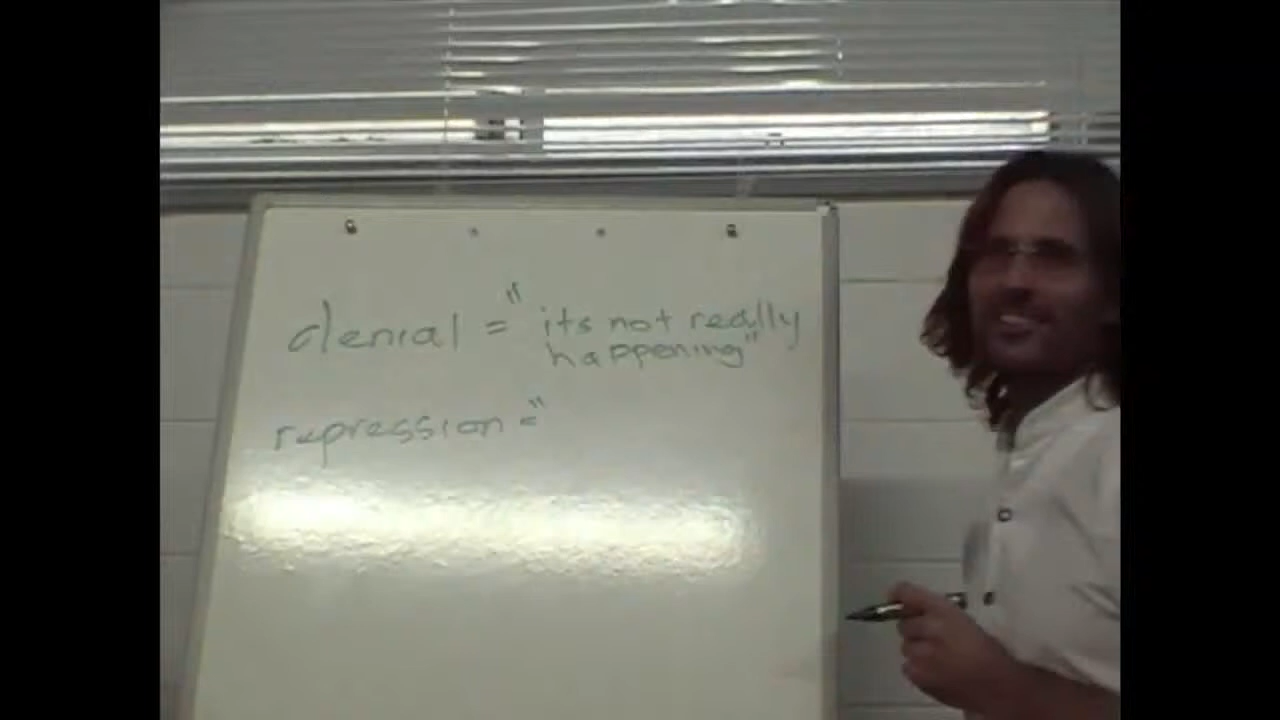 denial = "its not really
happening"
repression = "